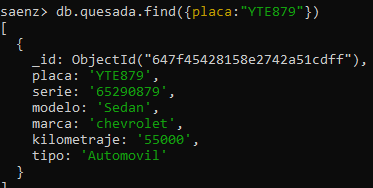 saenz> db.quesada.find({placa:"YTE879"})
[
  {
    _id: ObjectId("647f45428158e2742a51cdff"),
    placa: 'YTE879',
    serie: '65290879',
    modelo: 'Sedan',
    marca: 'chevrolet',
    kilometraje: '55000',
    tipo: 'Automovil'
  }
]